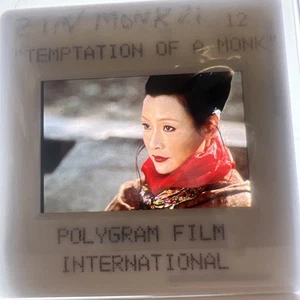 12
"TEMPTATION OF A MONK"
POLYGRAM FILM
INTERNATIONAL